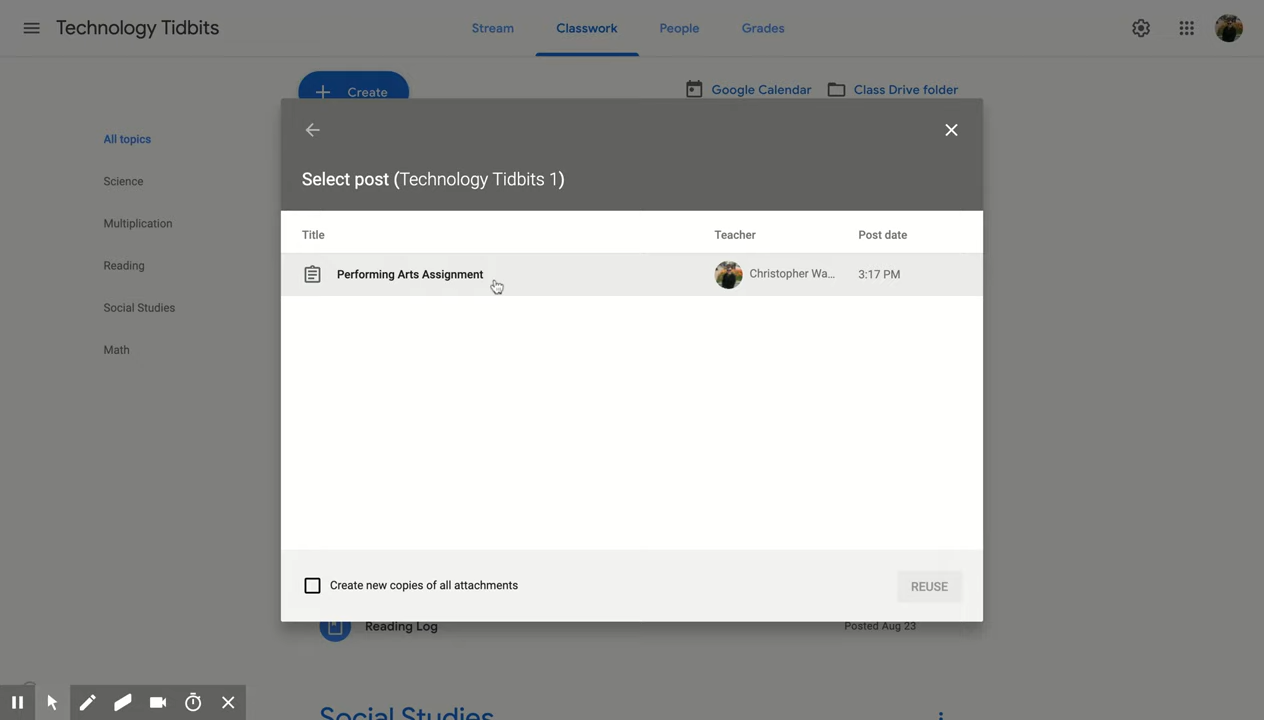 Technology Tidbits
Stream
Classwork
People
Grades
Create
Google Calendar
Class Drive folder
All topics
Science
Multiplication
Reading
Social Studies
Math
Select post (Technology Tidbits 1)
Title
Teacher
Post date
Performing Arts Assignment
Christopher Wa...
3:17 PM
Create new copies of all attachments
REUSE
Reading Log
Posted Aug 23
Social Studies